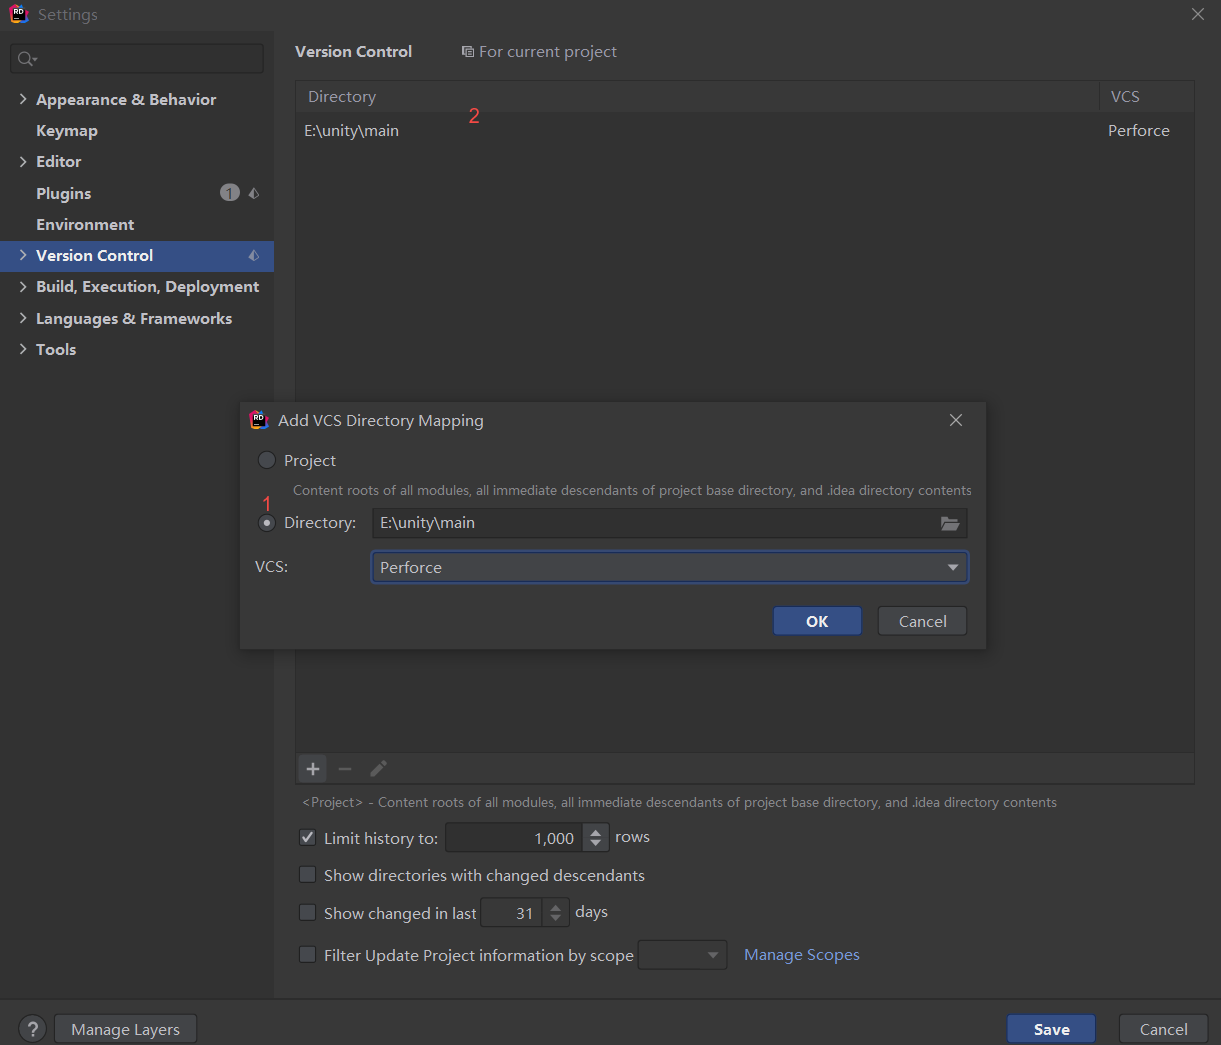 Settings
Version Control
For current project
Appearance & Behavior
Keymap
Editor
Plugins 1
Environment
Version Control
Build, Execution, Deployment
Languages & Frameworks
Tools
Directory VCS
2
E:\unity\main Perforce
RD Add VCS Directory Mapping
Project
Content roots of all modules, all immediate descendants of project base directory, and .idea directory contents
1
Directory: E:\unity\main
VCS: Perforce
OK Cancel
<Project> - Content roots of all modules, all immediate descendants of project base directory, and .idea directory contents
Limit history to: 1,000 rows
Show directories with changed descendants
Show changed in last 31 days
Filter Update Project information by scope Manage Scopes
? Manage Layers Save Cancel